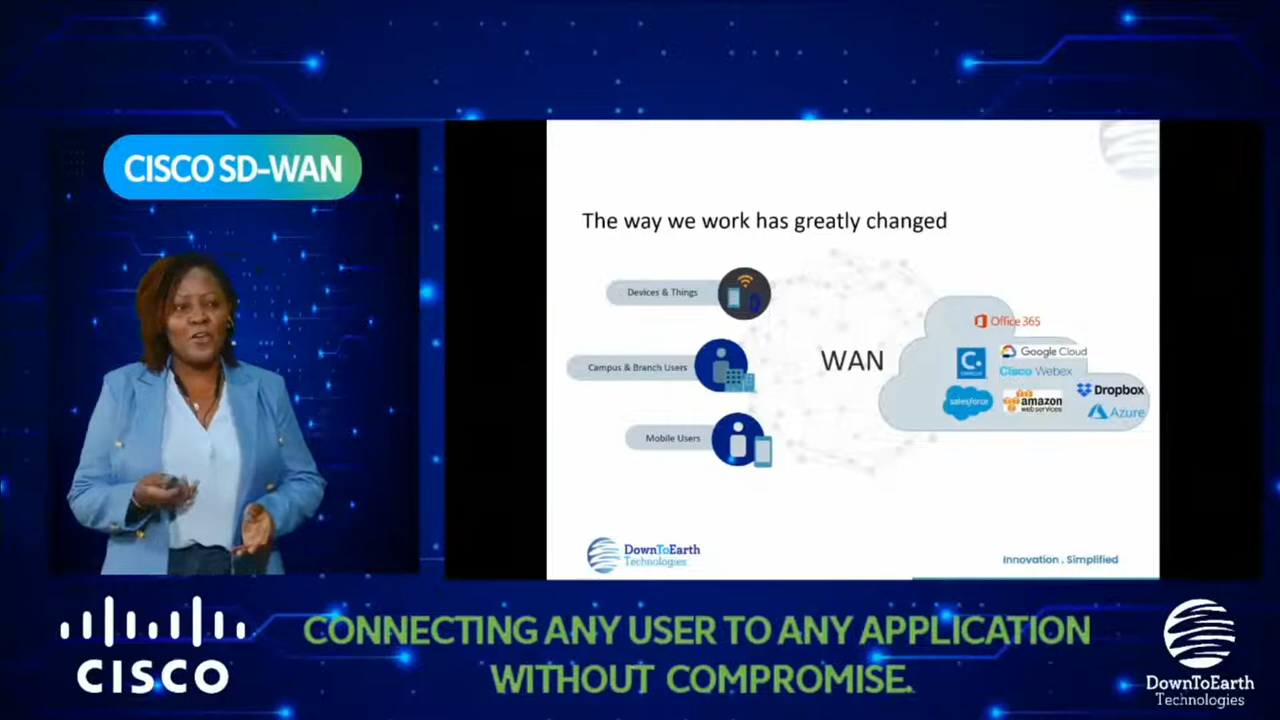 CISCO SD-WAN
The way we work has greatly changed
Devices & Things
Campus & Branch Users
Mobile Users
WAN
Office 365
C.
Google Cloud
Cisco Webex
salesforce
amazon
web services
Dropbox
Azure
DownToEarth
Technologies
Innovation . Simplified
CISCO
CONNECTING ANY USER TO ANY APPLICATION
WITHOUT COMPROMISE.
DownToEarth
Technologies